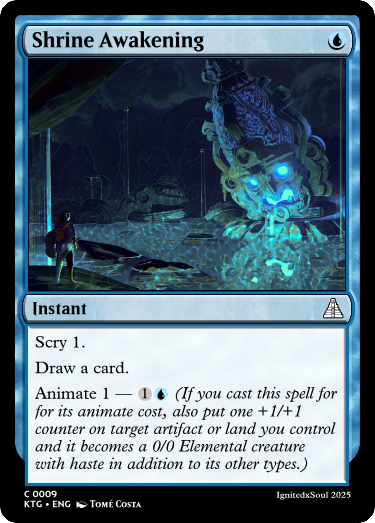 Shrine Awakening
Instant
Scry 1.
Draw a card.
Animate 1 — 1 (If you cast this spell for
for its animate cost, also put one +1/+1
counter on target artifact or land you control
and it becomes a 0/0 Elemental creature
with haste in addition to its other types.)
C 0009
IgnitedxSoul 2025
KTG • ENG Tomé Costa